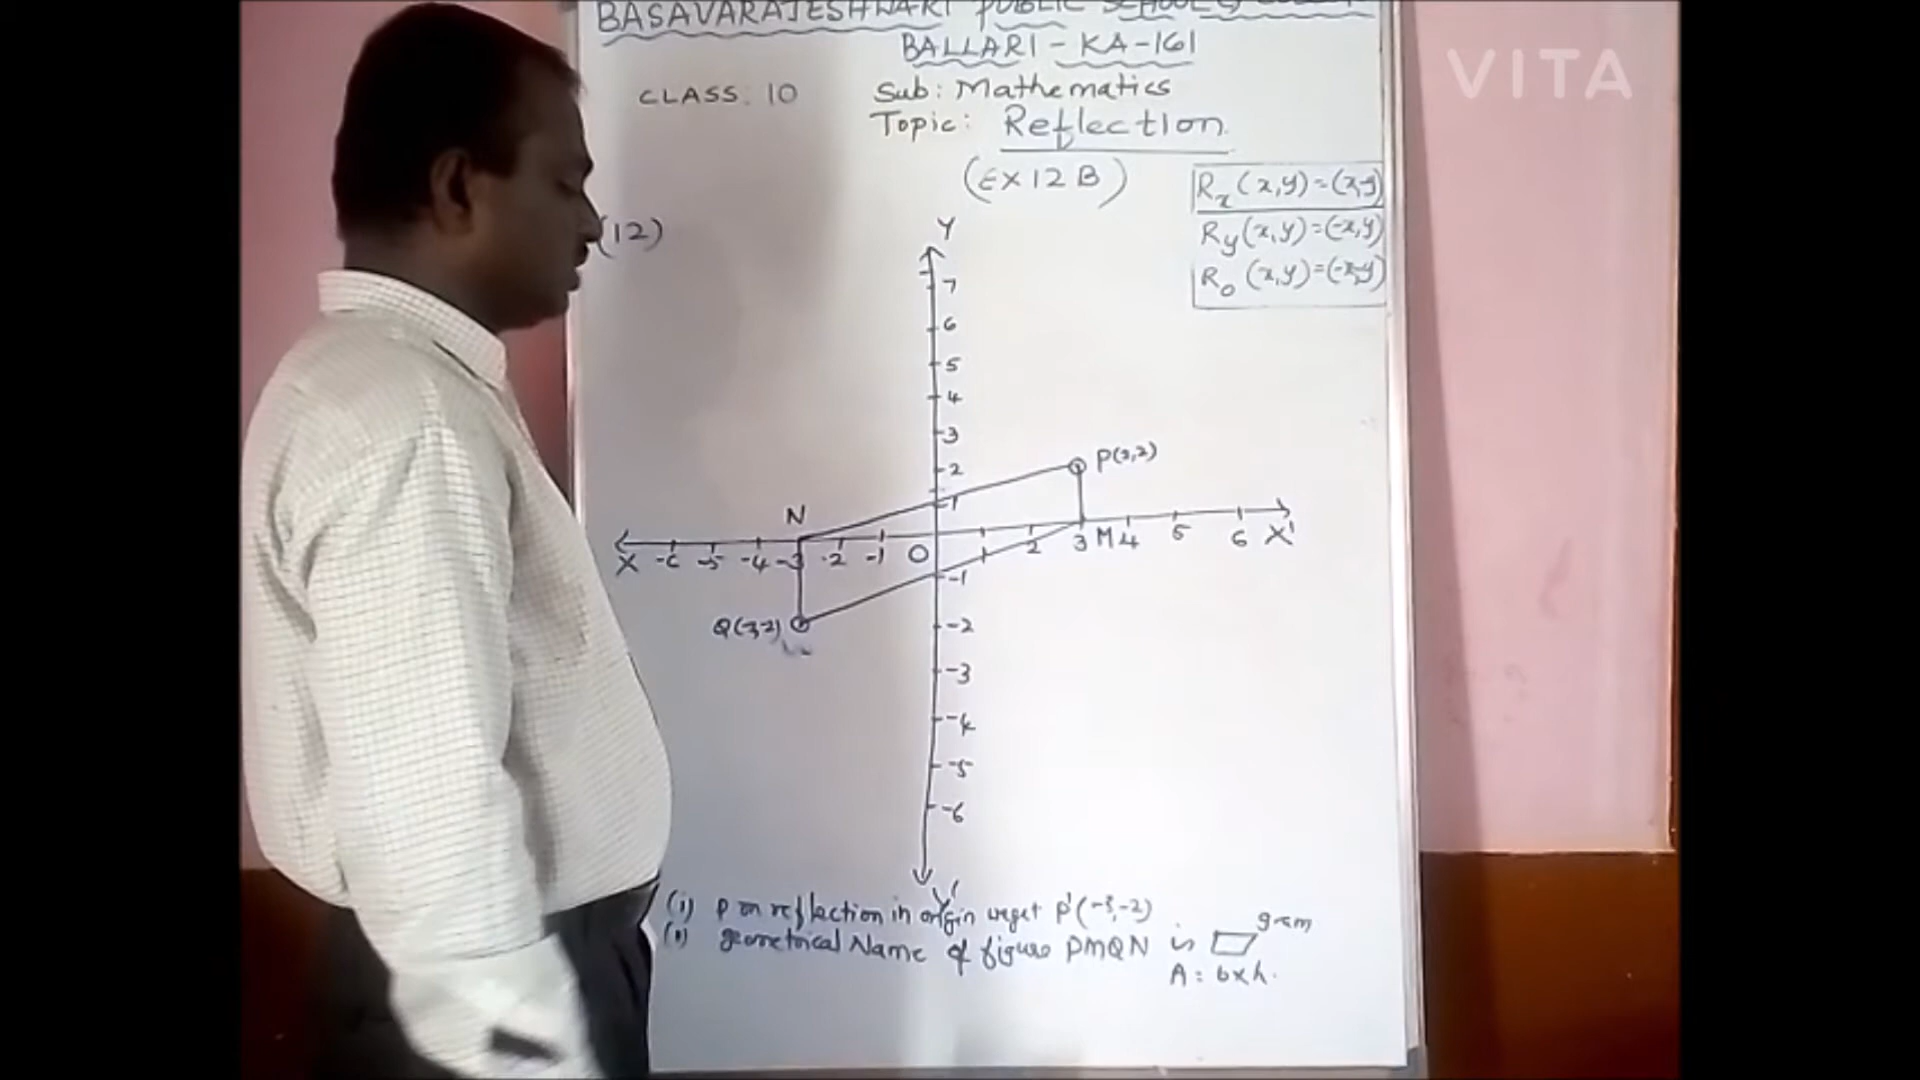 BASAVARAJESHWARI PUBLIC SCHOOL &
BALLARI - KA-161
VITA
CLASS: 10 Sub: Mathematics
Topic: Reflection
(EX 12 B)
Rx (x,y) = (x,-y)
Ry (x,y) = (-x,y)
Ro (x,y) = (-x,-y)
(12)
Y
7
6
5
4
3
2
1
P(3,2)
N
X -6 -5 -4 -3 -2 -1 O 1 2 3 M 4 5 6 X'
-1
Q(-3,-2)
-2
-3
-4
-5
-6
Y'
(i) P on reflection in origin we get P'(-3,-2)
(ii) geometrical Name of figure PMQN is ▱gram
A = b×h.